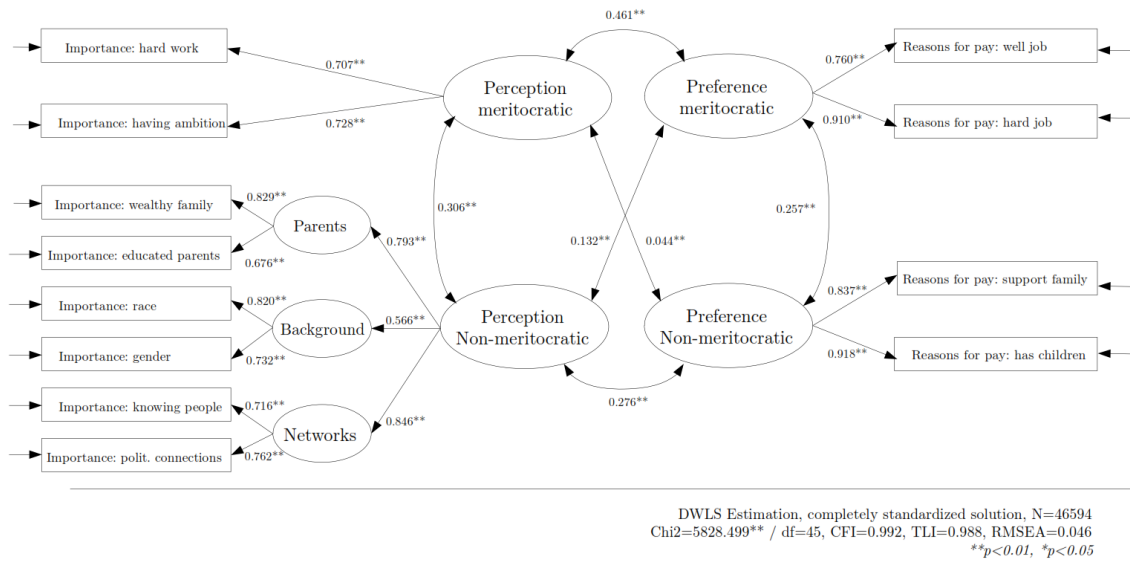 0.461**
Importance: hard work
Reasons for pay: well job
0.707**
0.760**
Perception
meritocratic
Preference
meritocratic
Importance: having ambition
0.728**
0.910**
Reasons for pay: hard job
Importance: wealthy family
0.829**
Parents
0.306**
0.257**
0.793**
0.132**
0.044**
Importance: educated parents
0.676**
Importance: race
0.820**
Background
0.566**
Perception
Non-meritocratic
Preference
Non-meritocratic
0.837**
Reasons for pay: support family
Importance: gender
0.732**
0.918**
Reasons for pay: has children
Importance: knowing people
0.716**
0.276**
Networks
0.846**
Importance: polit. connections
0.762**
DWLS Estimation, completely standardized solution, N=46594
Chi2=5828.499** / df=45, CFI=0.992, TLI=0.988, RMSEA=0.046
**p<0.01, *p<0.05